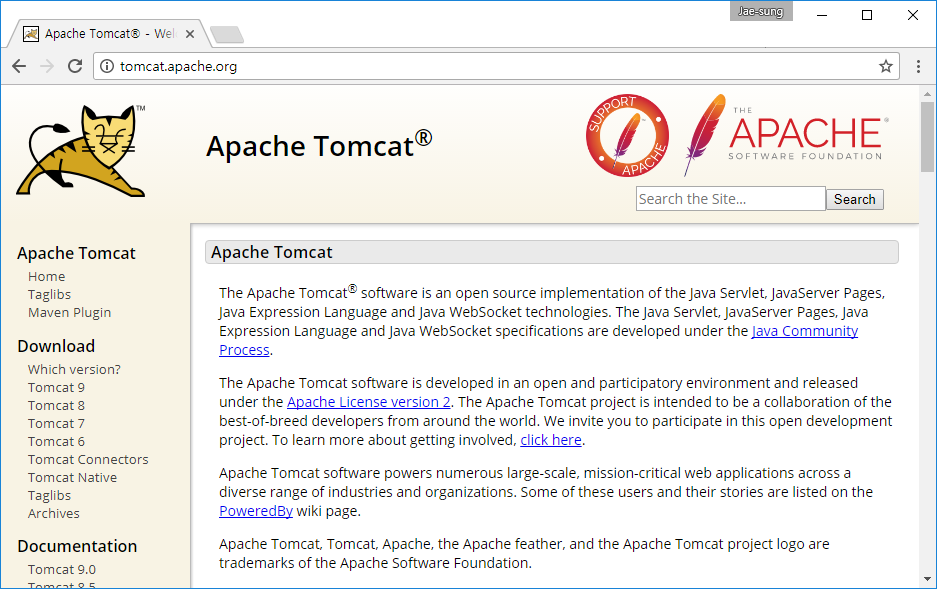 Jae-sung
Apache Tomcat® - Wel
tomcat.apache.org
TM
Apache Tomcat®
SUPPORT
APACHE
THE
APACHE®
SOFTWARE FOUNDATION
Search the Site...
Search
Apache Tomcat
Home
Taglibs
Maven Plugin
Download
Which version?
Tomcat 9
Tomcat 8
Tomcat 7
Tomcat 6
Tomcat Connectors
Tomcat Native
Taglibs
Archives
Documentation
Tomcat 9.0
Tomcat 8.5
Apache Tomcat
The Apache Tomcat® software is an open source implementation of the Java Servlet, JavaServer Pages,
Java Expression Language and Java WebSocket technologies. The Java Servlet, JavaServer Pages, Java
Expression Language and Java WebSocket specifications are developed under the Java Community
Process.
The Apache Tomcat software is developed in an open and participatory environment and released
under the Apache License version 2. The Apache Tomcat project is intended to be a collaboration of the
best-of-breed developers from around the world. We invite you to participate in this open development
project. To learn more about getting involved, click here.
Apache Tomcat software powers numerous large-scale, mission-critical web applications across a
diverse range of industries and organizations. Some of these users and their stories are listed on the
PoweredBy wiki page.
Apache Tomcat, Tomcat, Apache, the Apache feather, and the Apache Tomcat project logo are
trademarks of the Apache Software Foundation.